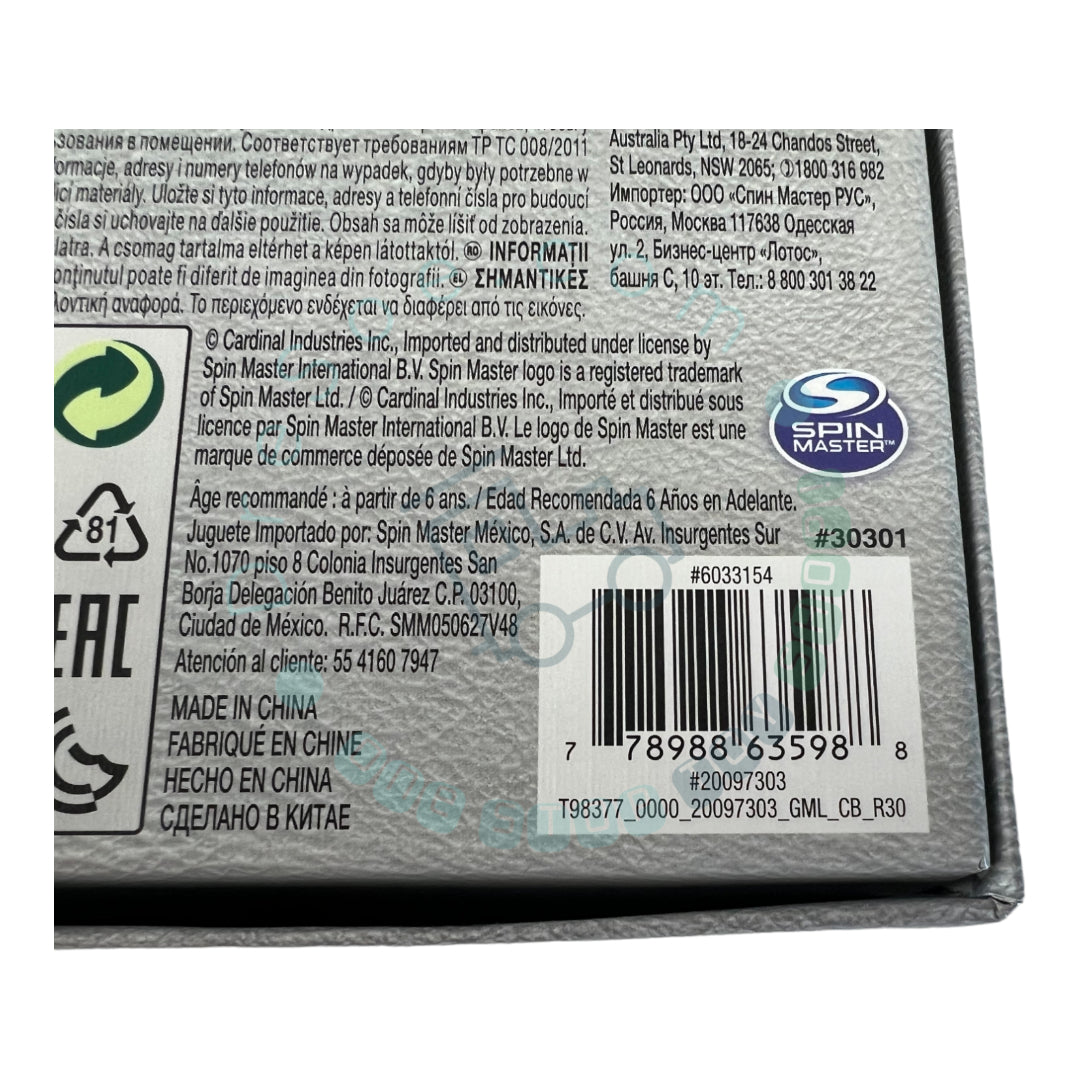 зования в помещении. Соответствует требованиям ТР ТС 008/2011
ormacje, adresy i numery telefonów na wypadek, gdyby były potrzebne w
ici materiály. Uložte si tyto informace, adresy a telefonní čísla pro budoucí
čísla si uchovajte na ďalšie použitie. Obsah sa môže líšiť od zobrazenia.
latra. A csomag tartalma eltérhet a képen látottaktól. RO INFORMAȚII
onținutul poate fi diferit de imaginea din fotografii. EL ΣΗΜΑΝΤΙΚΕΣ
λοντική αναφορά. Το περιεχόμενο ενδέχεται να διαφέρει από τις εικόνες.
Australia Pty Ltd, 18-24 Chandos Street,
St Leonards, NSW 2065; ✆1800 316 982
Импортер: ООО «Спин Мастер РУС»,
Россия, Москва 117638 Одесская
ул. 2, Бизнес-центр «Лотос»,
башня С, 10 эт. Тел.: 8 800 301 38 22
© Cardinal Industries Inc., Imported and distributed under license by
Spin Master International B.V. Spin Master logo is a registered trademark
of Spin Master Ltd. / © Cardinal Industries Inc., Importé et distribué sous
licence par Spin Master International B.V. Le logo de Spin Master est une
marque de commerce déposée de Spin Master Ltd.
SPIN
MASTER™
81
EAC
Âge recommandé : à partir de 6 ans. / Edad Recomendada 6 Años en Adelante.
Juguete Importado por: Spin Master México, S.A. de C.V. Av. Insurgentes Sur
No.1070 piso 8 Colonia Insurgentes San
Borja Delegación Benito Juárez C.P. 03100,
Ciudad de México. R.F.C. SMM050627V48
Atención al cliente: 55 4160 7947
MADE IN CHINA
FABRIQUÉ EN CHINE
HECHO EN CHINA
СДЕЛАНО В КИТАЕ
#30301
#6033154
7 78988 63598 8
#20097303
T98377_0000_20097303_GML_CB_R30